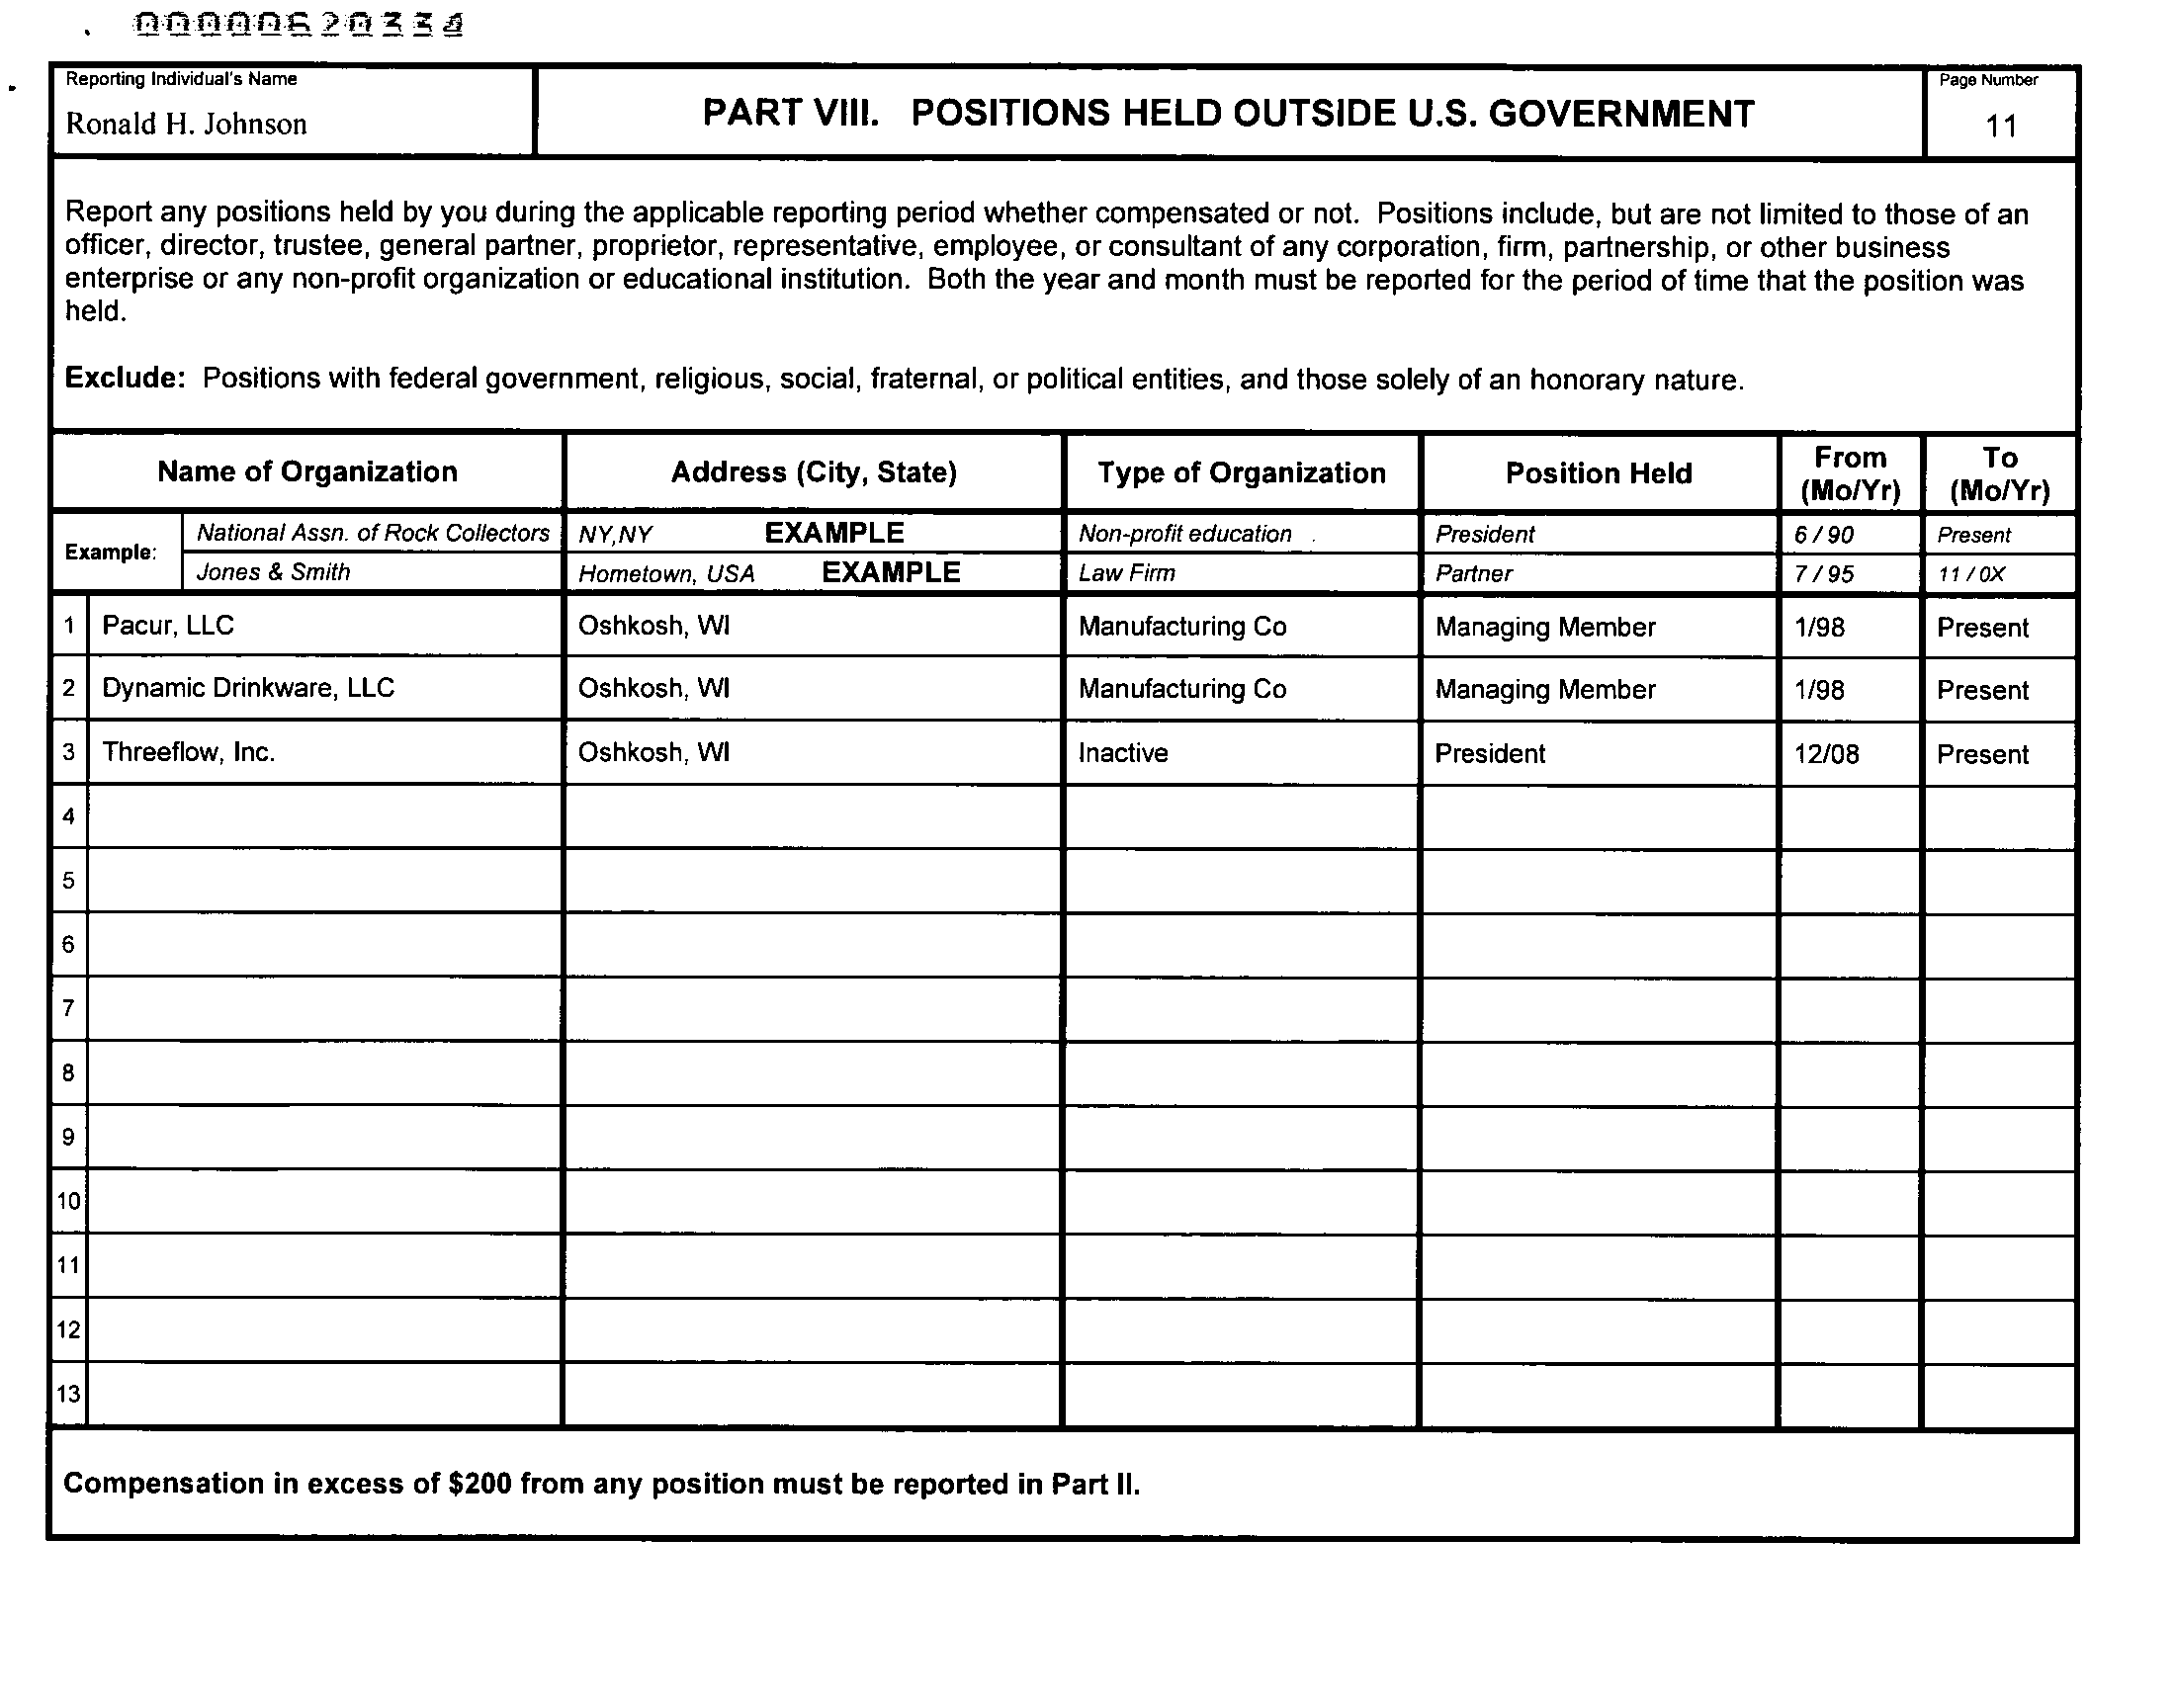 00000620334
Reporting Individual's Name
Ronald H. Johnson
PART VIII. POSITIONS HELD OUTSIDE U.S. GOVERNMENT
Page Number
11
Report any positions held by you during the applicable reporting period whether compensated or not. Positions include, but are not limited to those of an
officer, director, trustee, general partner, proprietor, representative, employee, or consultant of any corporation, firm, partnership, or other business
enterprise or any non-profit organization or educational institution. Both the year and month must be reported for the period of time that the position was
held.
Exclude: Positions with federal government, religious, social, fraternal, or political entities, and those solely of an honorary nature.
Name of Organization Address (City, State) Type of Organization Position Held From (Mo/Yr) To (Mo/Yr)
Example: National Assn. of Rock Collectors NY,NY EXAMPLE Non-profit education President 6 / 90 Present
Jones & Smith Hometown, USA EXAMPLE Law Firm Partner 7 / 95 11 / 0X
1 Pacur, LLC Oshkosh, WI Manufacturing Co Managing Member 1/98 Present
2 Dynamic Drinkware, LLC Oshkosh, WI Manufacturing Co Managing Member 1/98 Present
3 Threeflow, Inc. Oshkosh, WI Inactive President 12/08 Present
4
5
6
7
8
9
10
11
12
13
Compensation in excess of $200 from any position must be reported in Part II.